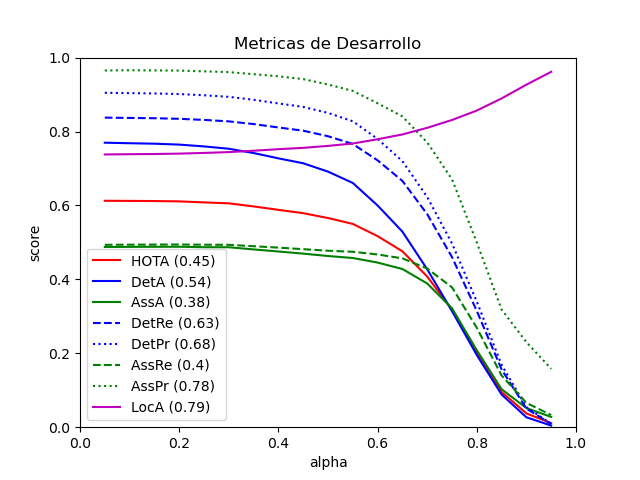 Metricas de Desarrollo
1.0
0.8
0.6
0.4
0.2
0.0
score
HOTA (0.45)
DetA (0.54)
AssA (0.38)
DetRe (0.63)
DetPr (0.68)
AssRe (0.4)
AssPr (0.78)
LocA (0.79)
0.0 0.2 0.4 0.6 0.8 1.0
alpha